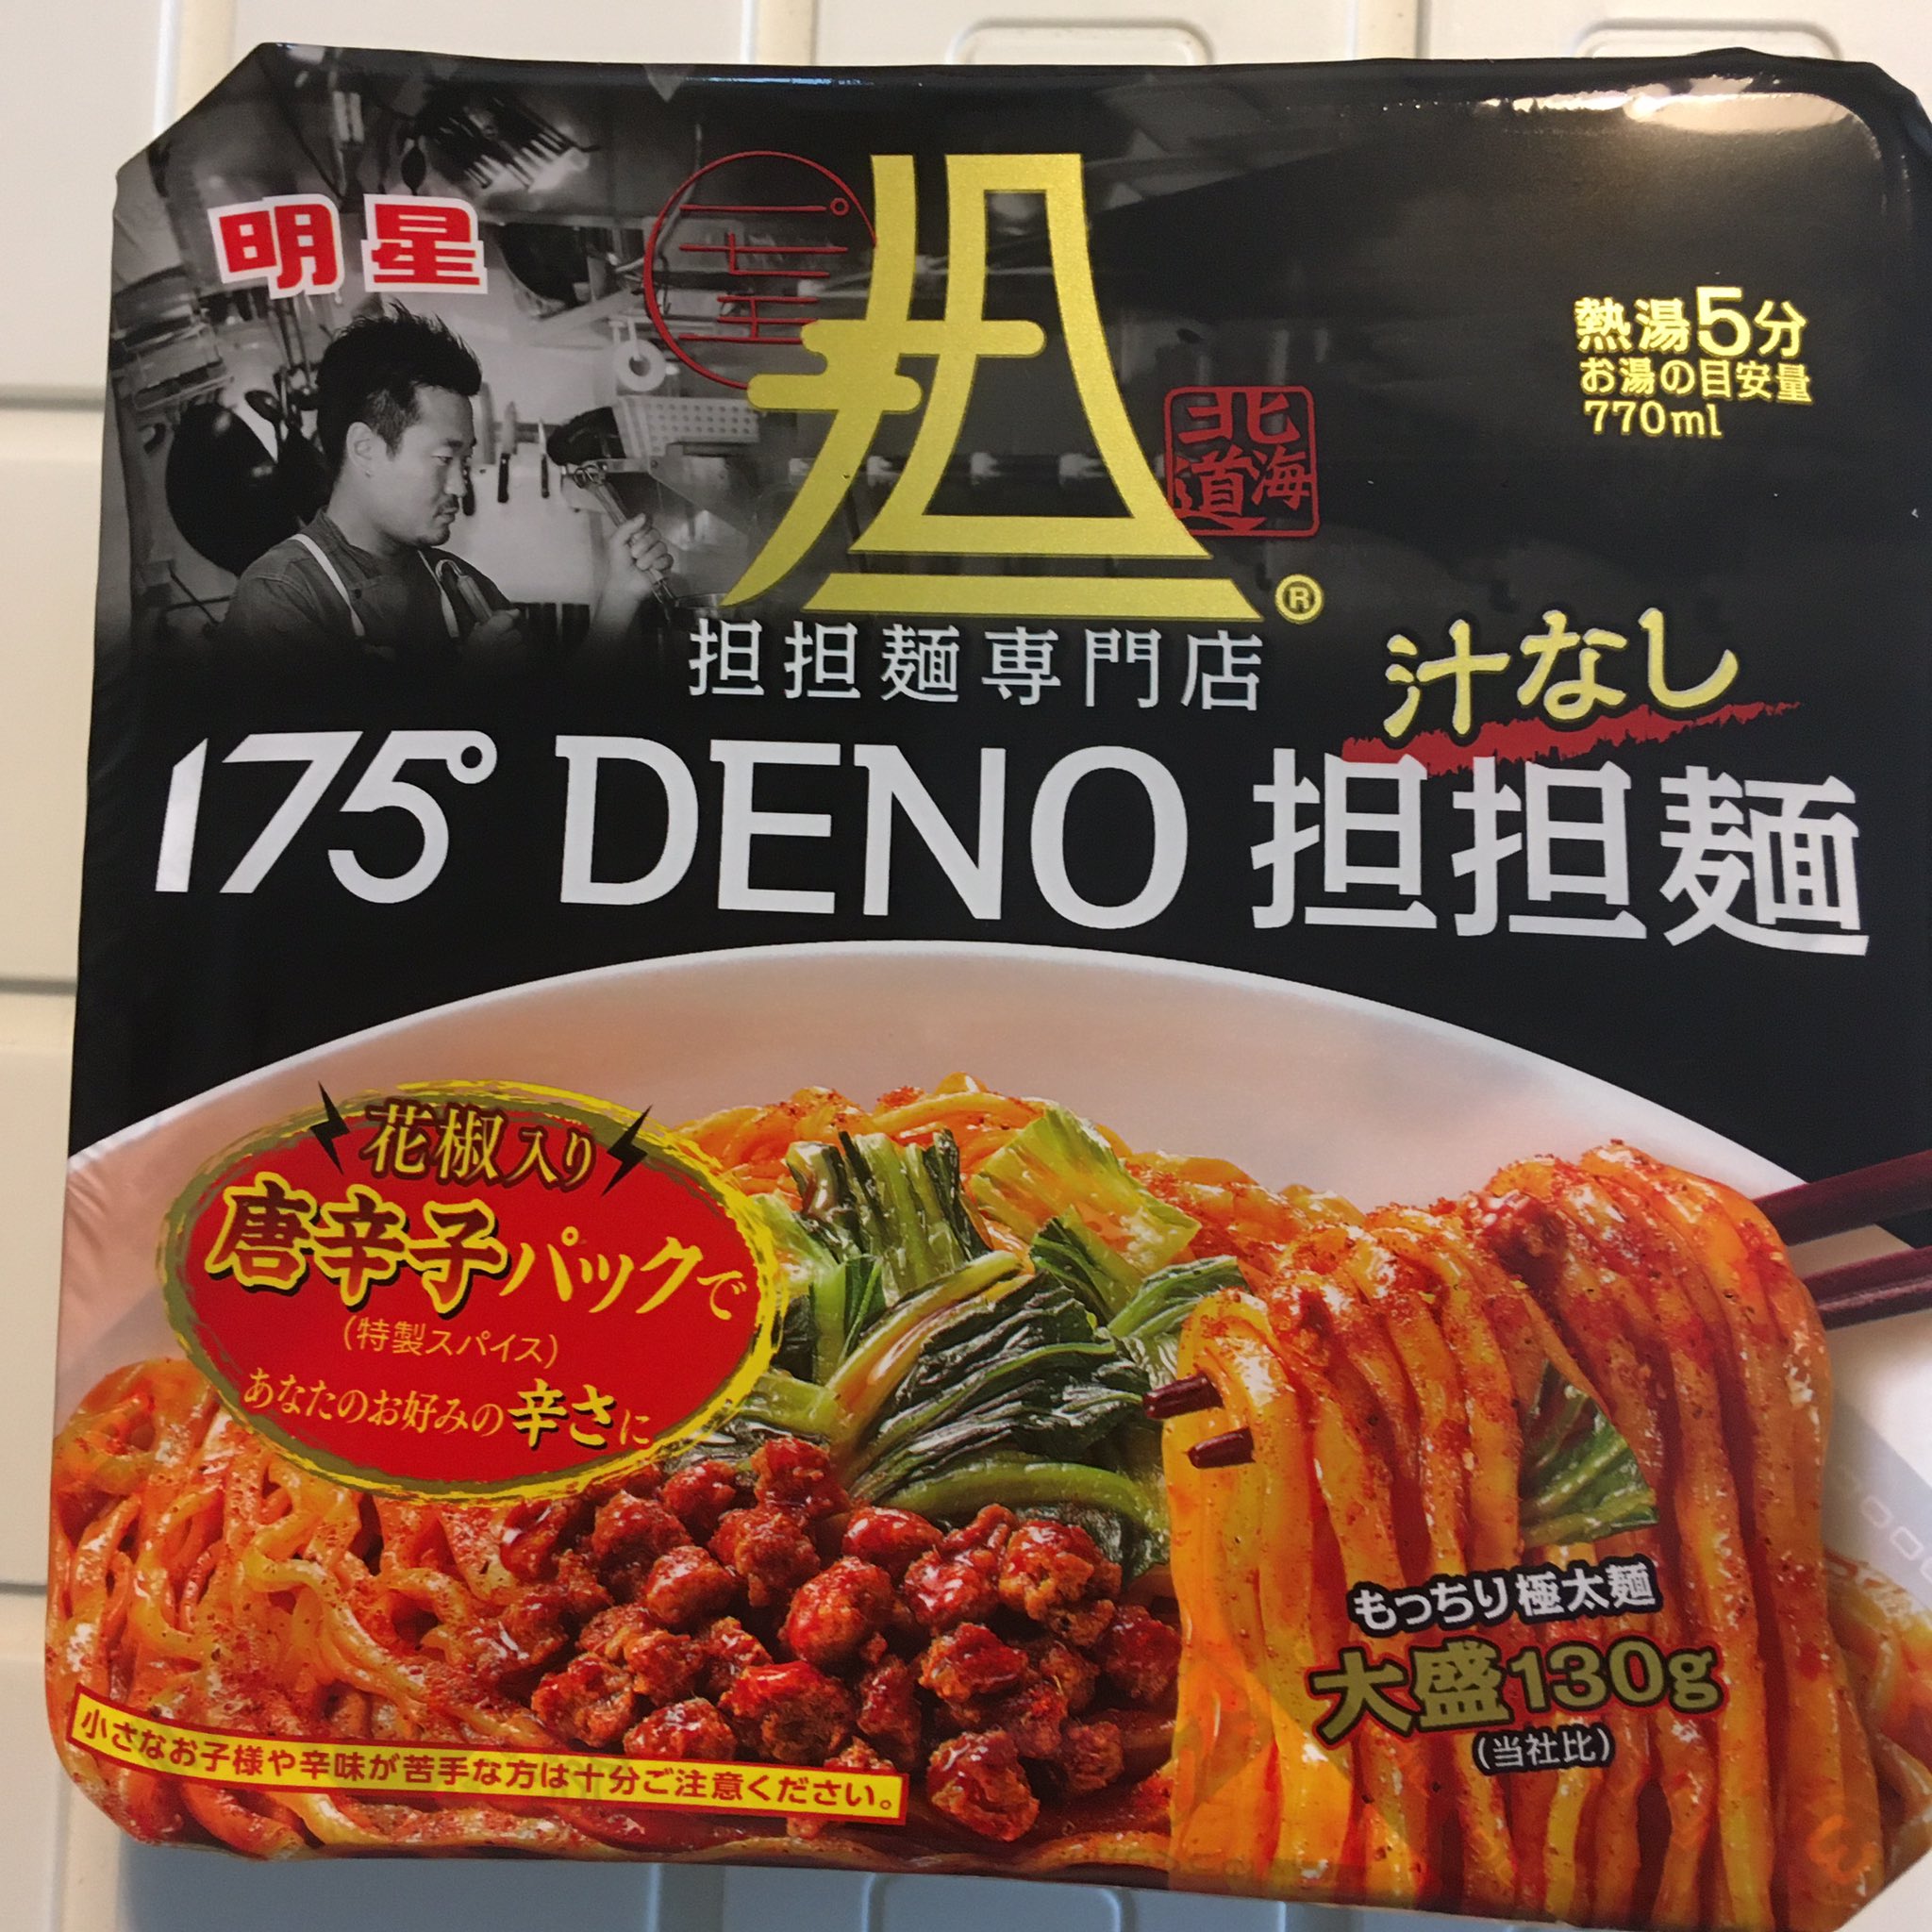 明星
担
北海道
®
熱湯5分
お湯の目安量
770ml
担担麺専門店
汁なし
175° DENO 担担麺
花椒入り
唐辛子パックで
(特製スパイス)
あなたのお好みの辛さに
もっちり極太麺
大盛130g
(当社比)
小さなお子様や辛味が苦手な方は十分ご注意ください。